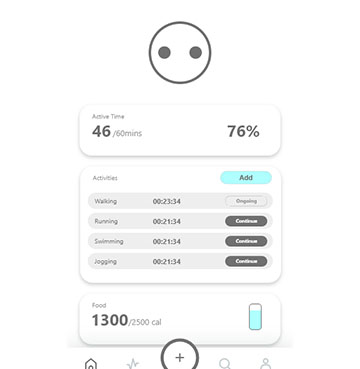 Active Time
46 /60mins 76%
Activities Add
Walking 00:23:34 Ongoing
Running 00:21:34 Continue
Swimming 00:21:34 Continue
Jogging 00:21:34 Continue
Food
1300/2500 cal
+